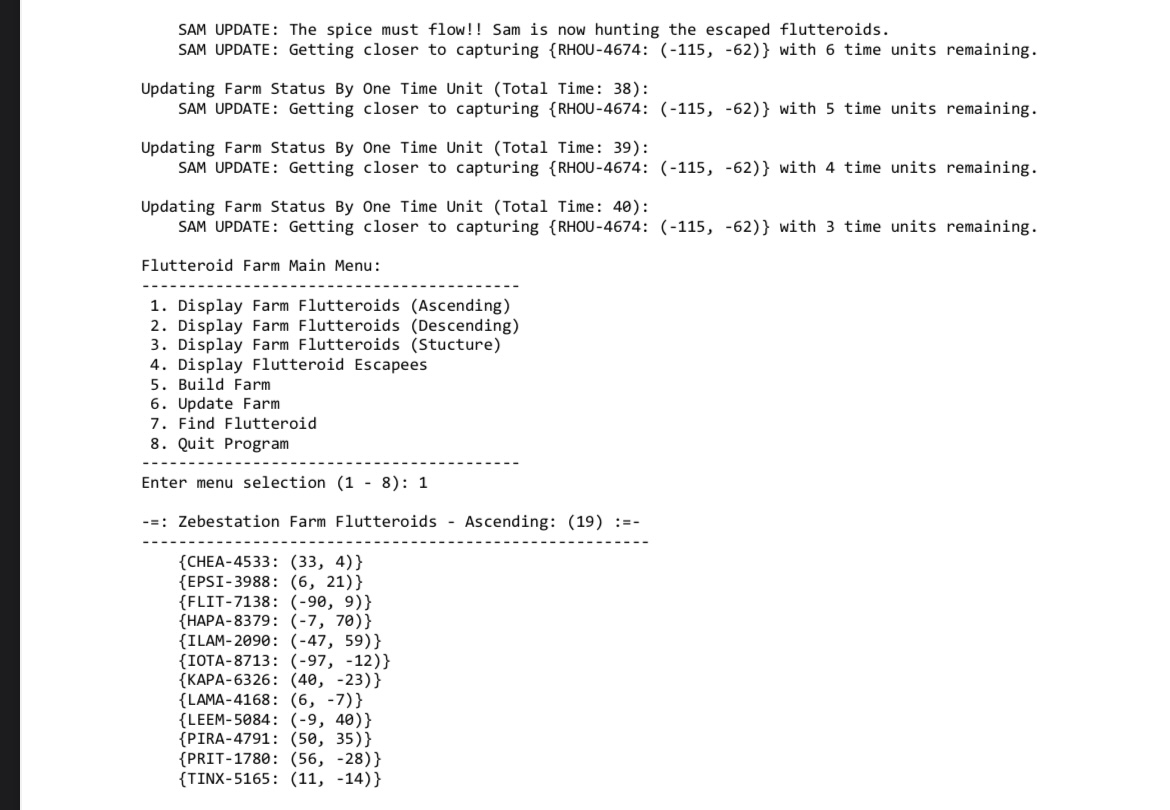 SAM UPDATE: The spice must flow!! Sam is now hunting the escaped flutteroids.
SAM UPDATE: Getting closer to capturing {RHOU-4674: (-115, -62)} with 6 time units remaining.
Updating Farm Status By One Time Unit (Total Time: 38):
SAM UPDATE: Getting closer to capturing {RHOU-4674: (-115, -62)} with 5 time units remaining.
Updating Farm Status By One Time Unit (Total Time: 39):
SAM UPDATE: Getting closer to capturing {RHOU-4674: (-115, -62)} with 4 time units remaining.
Updating Farm Status By One Time Unit (Total Time: 40):
SAM UPDATE: Getting closer to capturing {RHOU-4674: (-115, -62)} with 3 time units remaining.
Flutteroid Farm Main Menu:
-----------------------------------------
1. Display Farm Flutteroids (Ascending)
2. Display Farm Flutteroids (Descending)
3. Display Farm Flutteroids (Stucture)
4. Display Flutteroid Escapees
5. Build Farm
6. Update Farm
7. Find Flutteroid
8. Quit Program
-----------------------------------------
Enter menu selection (1 - 8): 1
-=: Zebestation Farm Flutteroids - Ascending: (19) :=-
-------------------------------------------------------
{CHEA-4533: (33, 4)}
{EPSI-3988: (6, 21)}
{FLIT-7138: (-90, 9)}
{HAPA-8379: (-7, 70)}
{ILAM-2090: (-47, 59)}
{IOTA-8713: (-97, -12)}
{KAPA-6326: (40, -23)}
{LAMA-4168: (6, -7)}
{LEEM-5084: (-9, 40)}
{PIRA-4791: (50, 35)}
{PRIT-1780: (56, -28)}
{TINX-5165: (11, -14)}